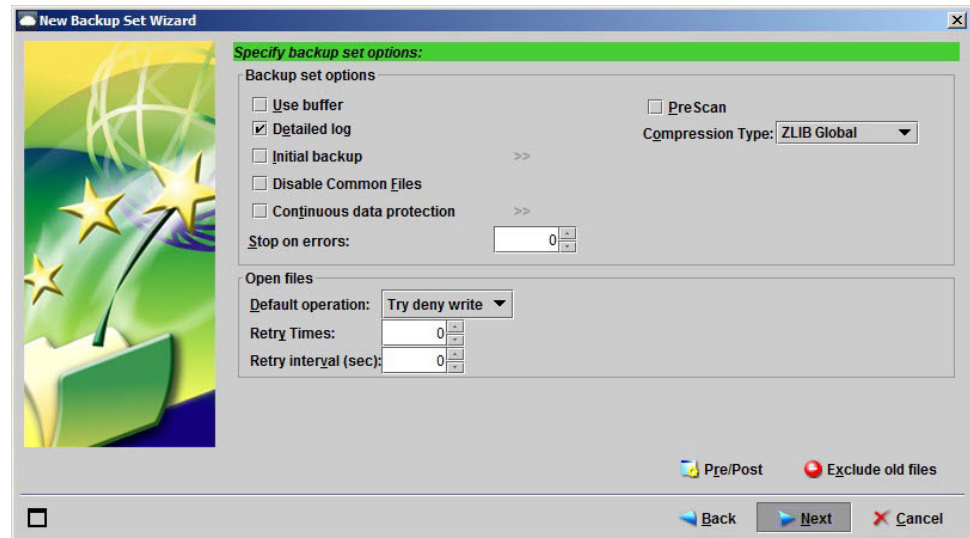 New Backup Set Wizard
Specify backup set options:
Backup set options
Use buffer
PreScan
Detailed log
Compression Type: ZLIB Global
Initial backup >>
Disable Common Files
Continuous data protection >>
Stop on errors: 0
Open files
Default operation: Try deny write
Retry Times: 0
Retry interval (sec): 0
Pre/Post Exclude old files
Back Next Cancel